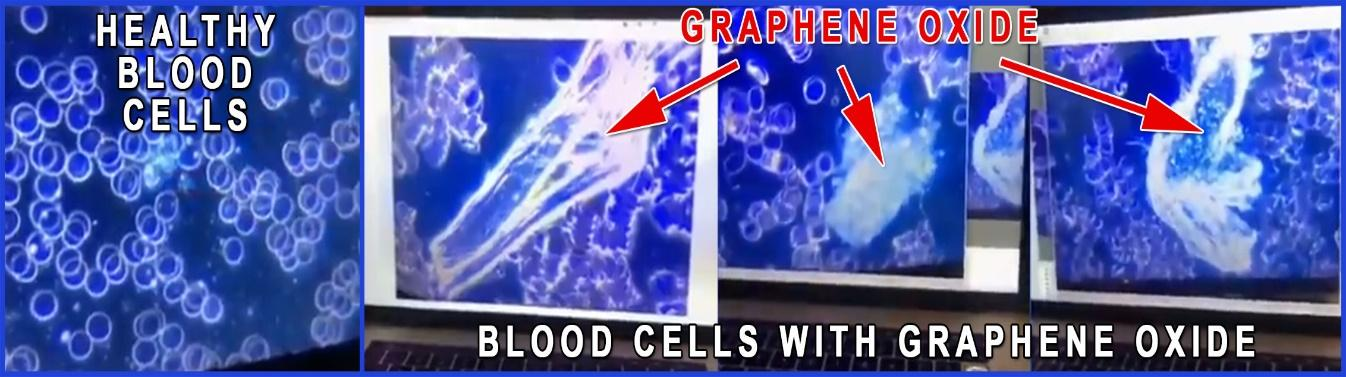 HEALTHY
BLOOD
CELLS
GRAPHENE OXIDE
BLOOD CELLS WITH GRAPHENE OXIDE